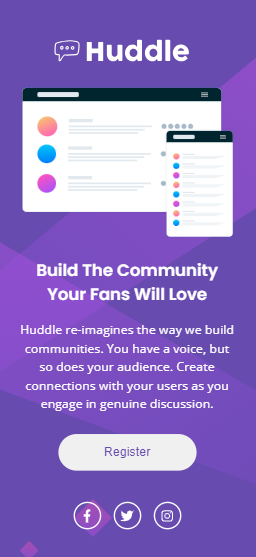 Huddle
Build The Community
Your Fans Will Love
Huddle re-imagines the way we build
communities. You have a voice, but
so does your audience. Create
connections with your users as you
engage in genuine discussion.
Register